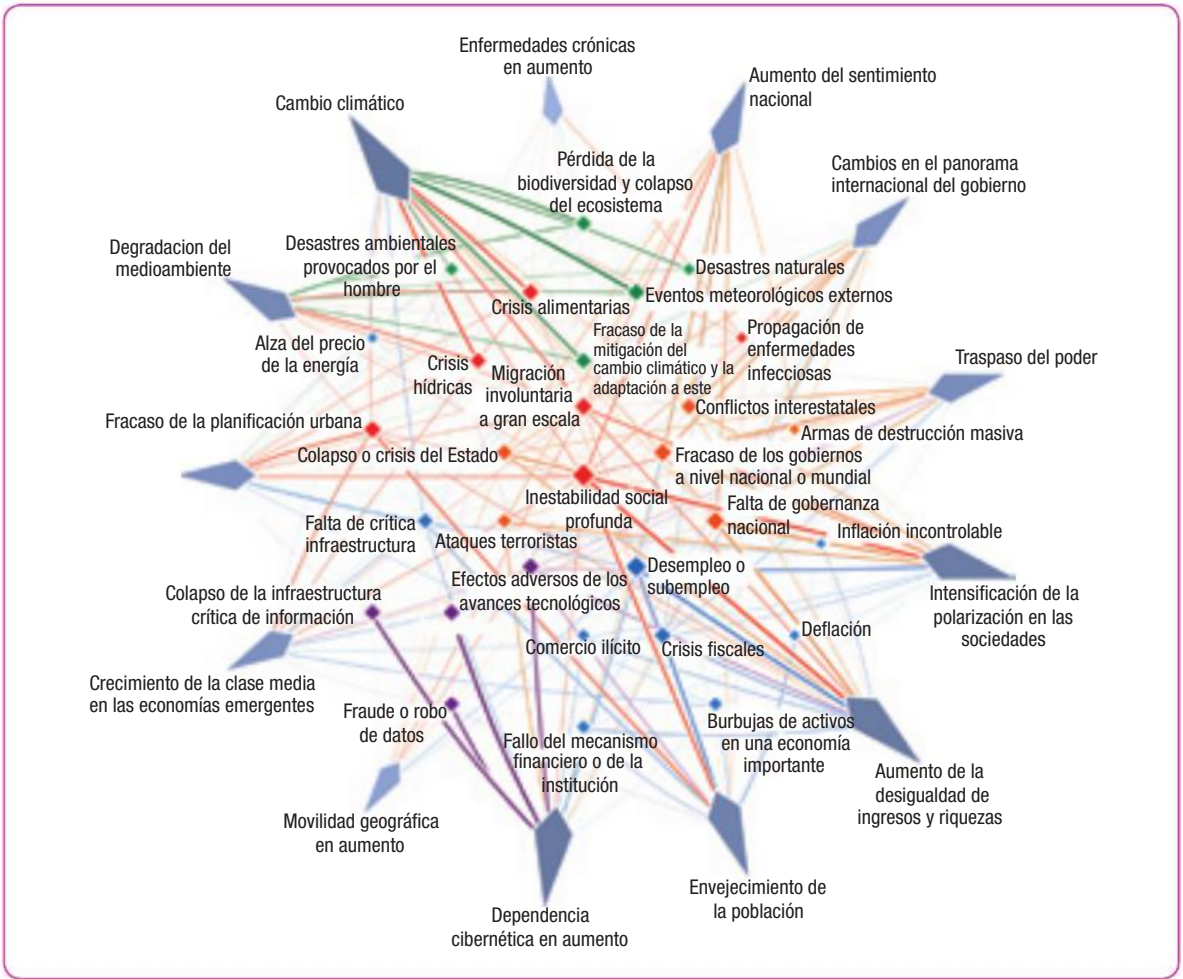 Enfermedades crónicas
en aumento
Aumento del sentimiento
nacional
Cambio climático
Pérdida de la
biodiversidad y colapso
del ecosistema
Cambios en el panorama
internacional del gobierno
Degradacion del
medioambiente
Desastres ambientales
provocados por el
hombre
Desastres naturales
Crisis alimentarias
Eventos meteorológicos externos
Alza del precio
de la energía
Crisis
hídricas
Fracaso de la
mitigación del
cambio climático y la
adaptación a este
Propagación de
enfermedades
infecciosas
Traspaso del poder
Migración
involuntaria
a gran escala
Conflictos interestatales
Fracaso de la planificación urbana
Armas de destrucción masiva
Colapso o crisis del Estado
Fracaso de los gobiernos
a nivel nacional o mundial
Inestabilidad social
profunda
Falta de gobernanza
nacional
Falta de crítica
infraestructura
Ataques terroristas
Inflación incontrolable
Efectos adversos de los
avances tecnológicos
Desempleo o
subempleo
Intensificación de la
polarización en las
sociedades
Colapso de la infraestructura
crítica de información
Comercio ilícito
Crisis fiscales
Deflación
Crecimiento de la clase media
en las economías emergentes
Fraude o robo
de datos
Fallo del mecanismo
financiero o de la
institución
Burbujas de activos
en una economía
importante
Aumento de la
desigualdad de
ingresos y riquezas
Movilidad geográfica
en aumento
Envejecimiento de
la población
Dependencia
cibernética en aumento